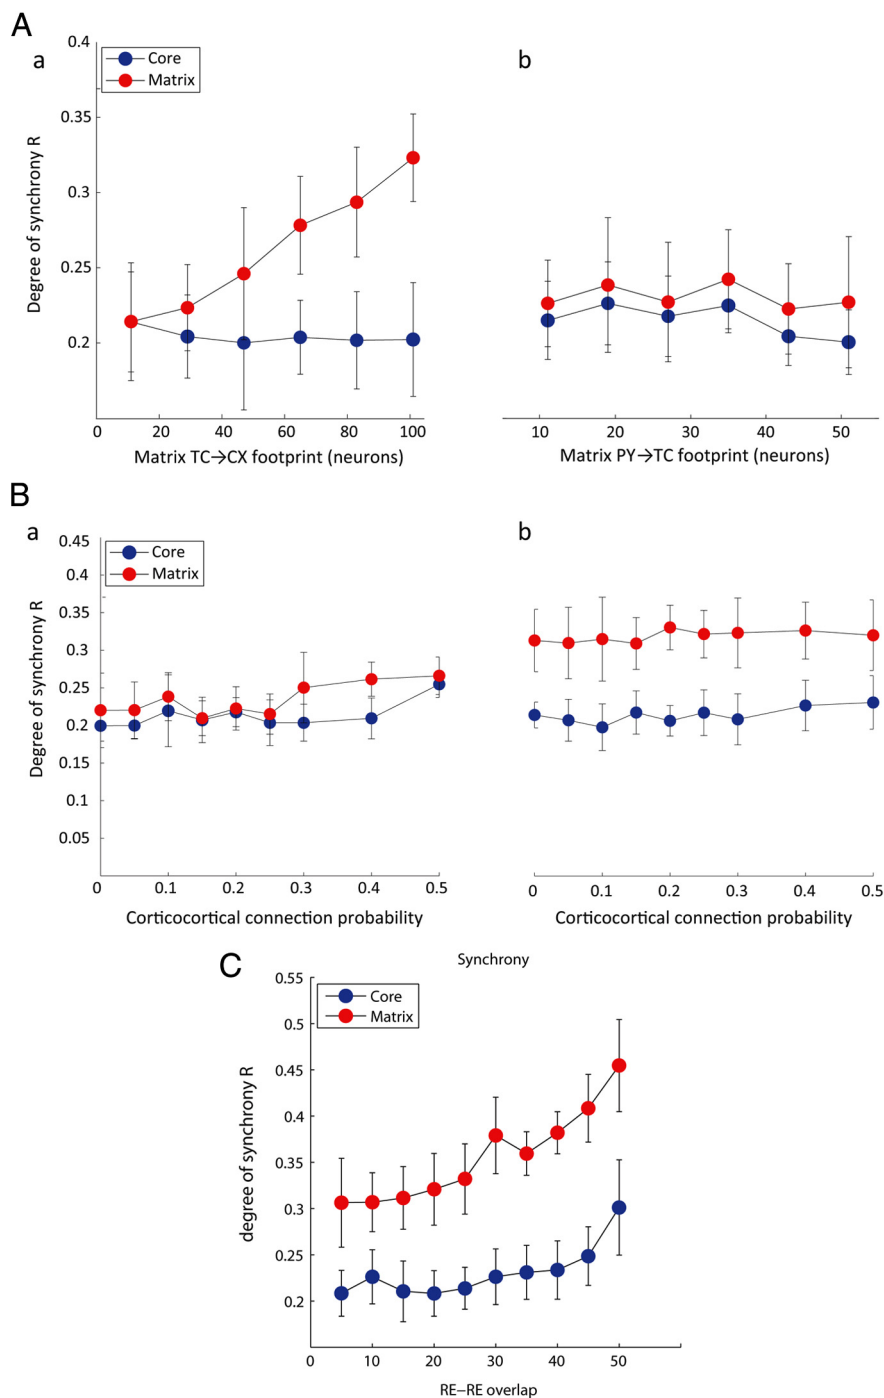 A
a
b
Core
Matrix
Degree of synchrony R
0.4
0.35
0.3
0.25
0.2
0 20 40 60 80 100
Matrix TC→CX footprint (neurons)
10 20 30 40 50
Matrix PY→TC footprint (neurons)
B
a
b
Core
Matrix
Degree of synchrony R
0.45
0.4
0.35
0.3
0.25
0.2
0.15
0.1
0.05
0 0.1 0.2 0.3 0.4 0.5
Corticocortical connection probability
0 0.1 0.2 0.3 0.4 0.5
Corticocortical connection probability
C
Synchrony
Core
Matrix
degree of synchrony R
0.55
0.5
0.45
0.4
0.35
0.3
0.25
0.2
0 10 20 30 40 50
RE–RE overlap